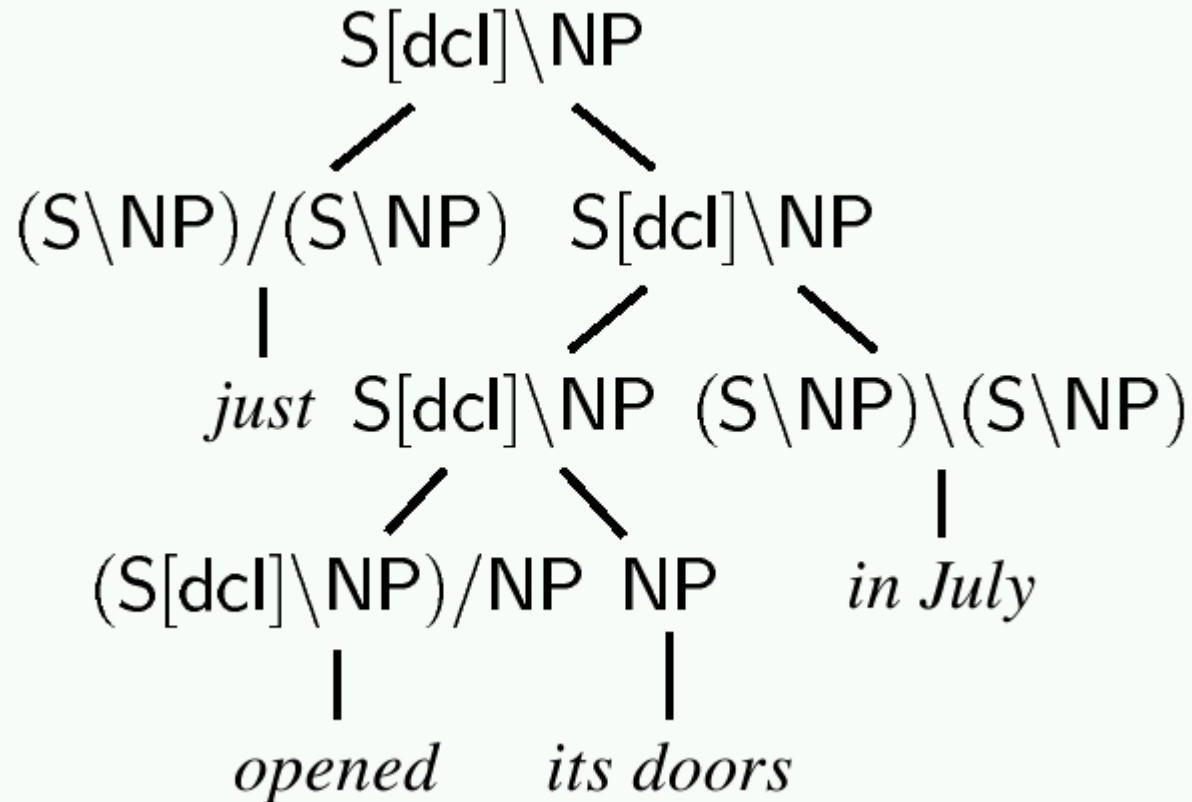 S[dcl]\NP
(S\NP)/(S\NP) S[dcl]\NP
just S[dcl]\NP (S\NP)\(S\NP)
(S[dcl]\NP)/NP NP in July
opened its doors